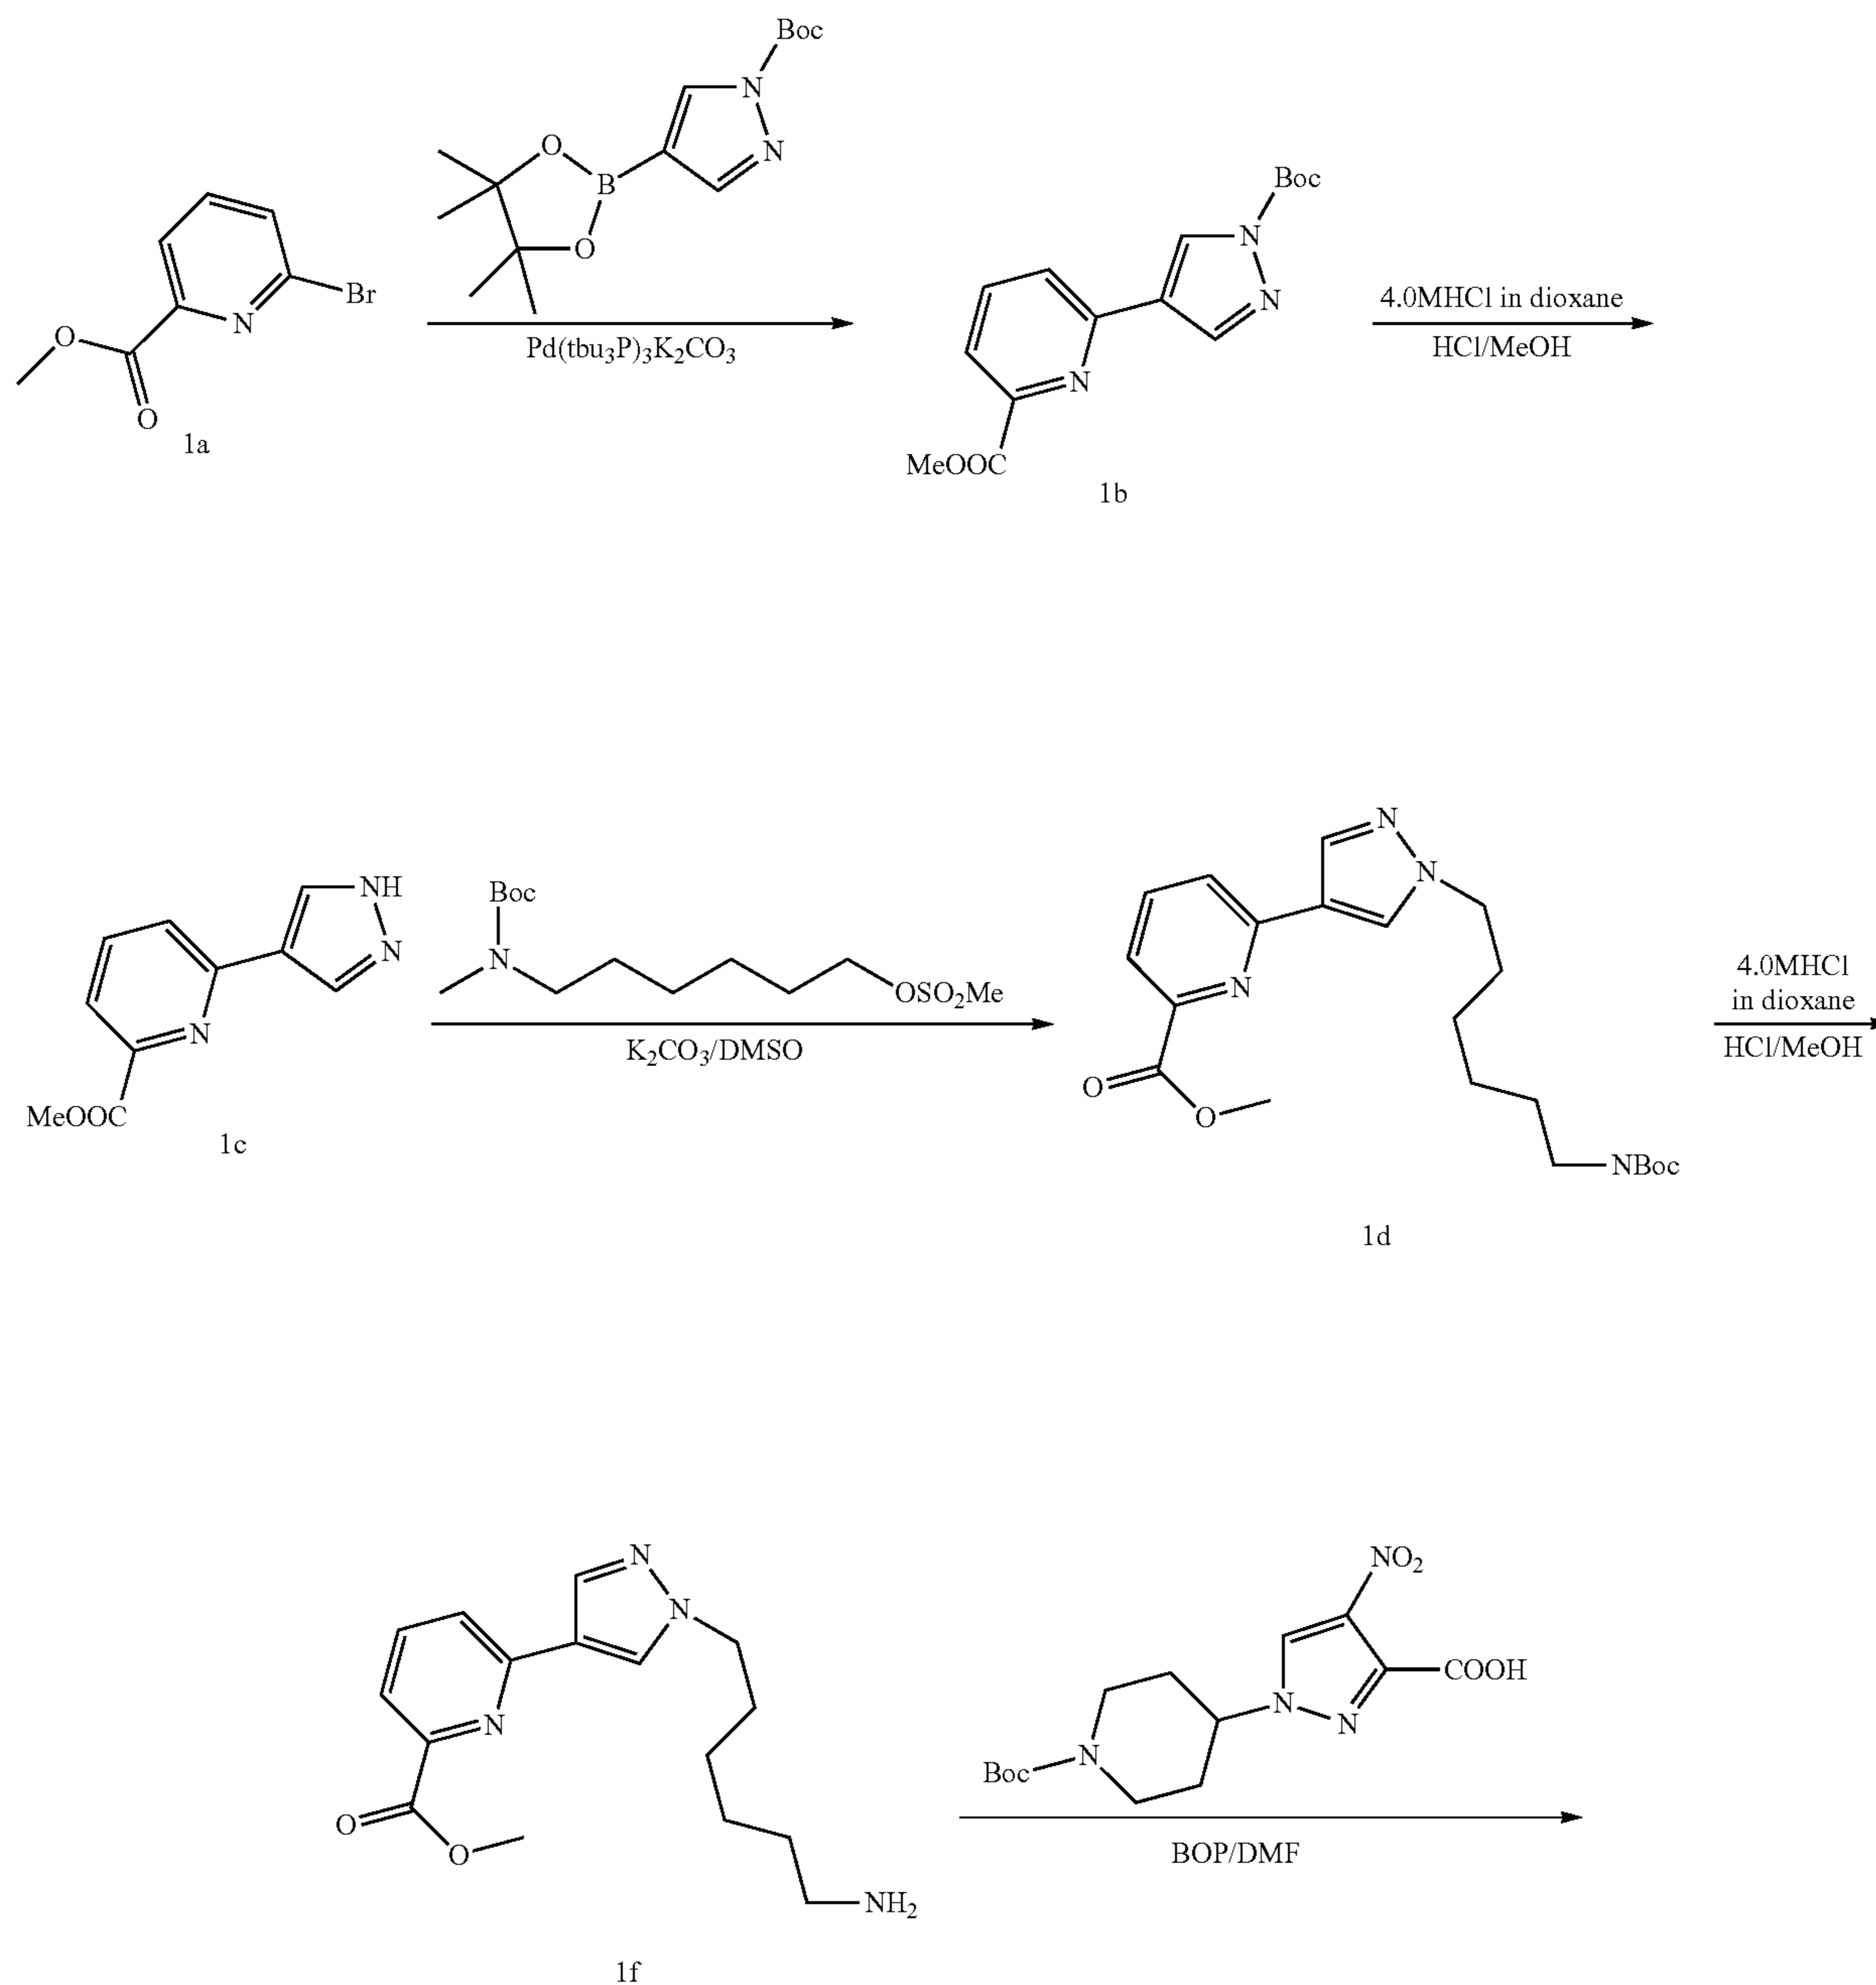 Boc
N
N
O
B
O
Br
N
O
O
1a
Pd(tbu₃P)₃K₂CO₃
Boc
N
N
N
MeOOC
1b
4.0MHCl in dioxane
HCl/MeOH
NH
N
N
MeOOC
1c
Boc
N
OSO₂Me
K₂CO₃/DMSO
N
N
N
O
O
NBoc
1d
4.0MHCl
in dioxane
HCl/MeOH
N
N
N
O
O
NH₂
1f
NO₂
COOH
N
N
N
Boc
BOP/DMF